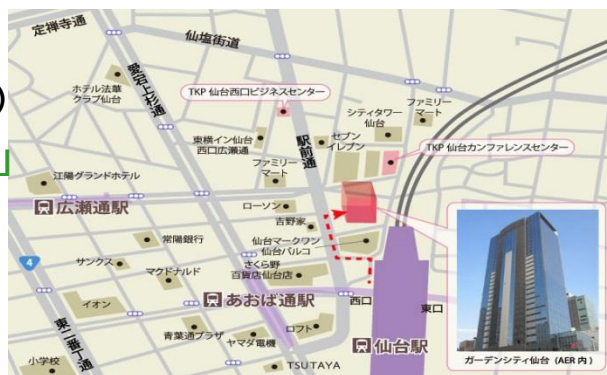 定禅寺通
仙塩街道
愛宕上杉通
ホテル法華
クラブ仙台
TKP 仙台西口ビジネスセンター
ファミリー
マート
シティタワー
仙台
東横イン仙台
西口広瀬通
駅前通
セブン
イレブン
TKP 仙台カンファレンスセンター
ファミリー
マート
江陽グランドホテル
広瀬通駅
ローソン
吉野家
常陽銀行
仙台マークワン
仙台パルコ
4
サンクス
マクドナルド
さくら野
百貨店仙台店
イオン
あおば通駅
西口
東口
東二番丁通
青葉通プラザ
ヤマダ電機
ロフト
仙台駅
小学校
TSUTAYA
ガーデンシティ仙台（AER 内）